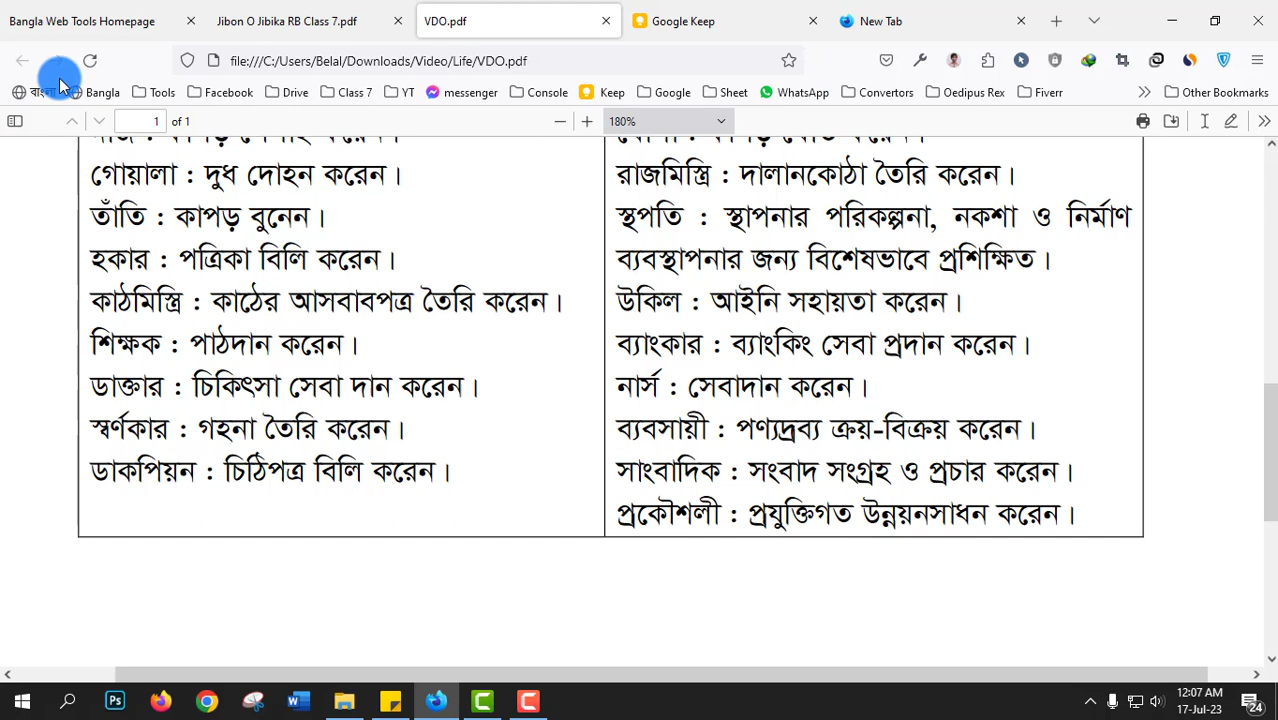 Bangla Web Tools Homepage
Jibon O Jibika RB Class 7.pdf
VDO.pdf
Google Keep
New Tab
file:///C:/Users/Belal/Downloads/Video/Life/VDO.pdf
বাংলা
Bangla
Tools
Facebook
Drive
Class 7
YT
messenger
Console
Keep
Google
Sheet
WhatsApp
Convertors
Oedipus Rex
Fiverr
Other Bookmarks
1 of 1
180%
গোয়ালা : দুধ দোহন করেন।
তাঁতি : কাপড় বুনেন।
হকার : পত্রিকা বিলি করেন।
কাঠমিস্ত্রি : কাঠের আসবাবপত্র তৈরি করেন।
শিক্ষক : পাঠদান করেন।
ডাক্তার : চিকিৎসা সেবা দান করেন।
স্বর্ণকার : গহনা তৈরি করেন।
ডাকপিয়ন : চিঠিপত্র বিলি করেন।
রাজমিস্ত্রি : দালানকোঠা তৈরি করেন।
স্থপতি : স্থাপনার পরিকল্পনা, নকশা ও নির্মাণ
ব্যবস্থাপনার জন্য বিশেষভাবে প্রশিক্ষিত।
উকিল : আইনি সহায়তা করেন।
ব্যাংকার : ব্যাংকিং সেবা প্রদান করেন।
নার্স : সেবাদান করেন।
ব্যবসায়ী : পণ্যদ্রব্য ক্রয়-বিক্রয় করেন।
সাংবাদিক : সংবাদ সংগ্রহ ও প্রচার করেন।
প্রকৌশলী : প্রযুক্তিগত উন্নয়নসাধন করেন।
12:07 AM
17-Jul-23
24